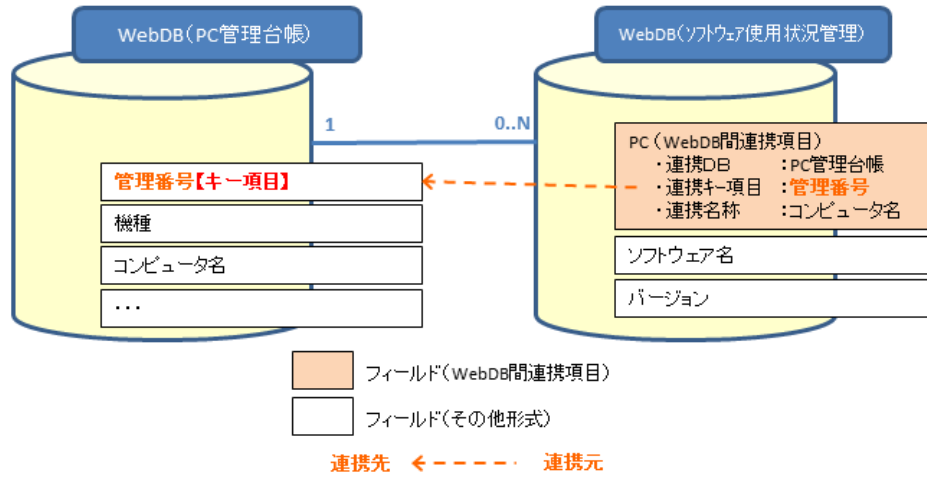 WebDB(PC管理台帳)
WebDB(ソフトウェア使用状況管理)
1
0..N
管理番号【キー項目】
機種
コンピュータ名
・・・
PC(WebDB間連携項目)
・連携DB :PC管理台帳
・連携キー項目 :管理番号
・連携名称 :コンピュータ名
ソフトウェア名
バージョン
フィールド(WebDB間連携項目)
フィールド(その他形式)
連携先 連携元